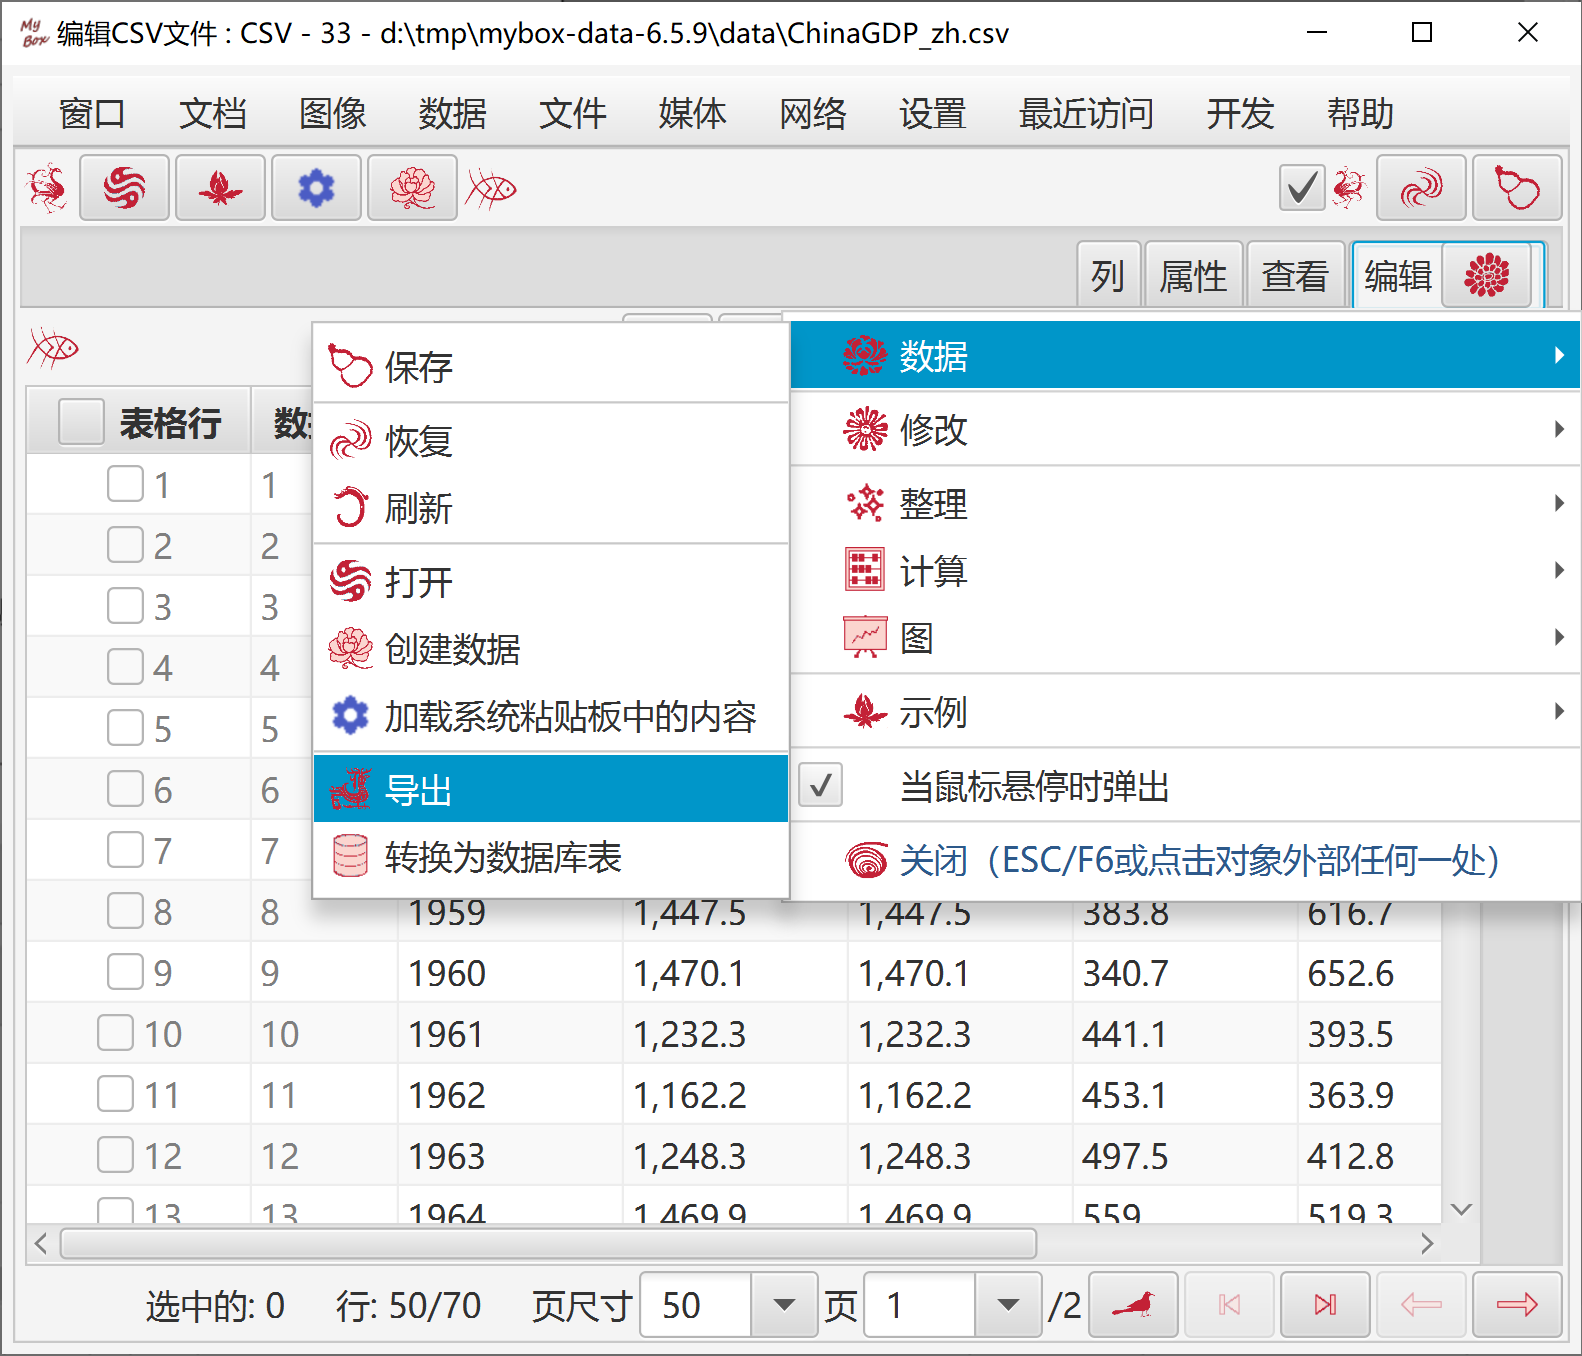 My Box 编辑CSV文件 : CSV - 33 - d:\tmp\mybox-data-6.5.9\data\ChinaGDP_zh.csv
窗口 文档 图像 数据 文件 媒体 网络 设置 最近访问 开发 帮助
列 属性 查看 编辑
保存
恢复
刷新
打开
创建数据
加载系统粘贴板中的内容
导出
转换为数据库表
数据
修改
整理
计算
图
示例
当鼠标悬停时弹出
关闭（ESC/F6或点击对象外部任何一处）
表格行
1 1
2 2
3 3
4 4
5 5
6 6
7 7
8 8 1959 1,447.5 1,447.5 383.8 616.7
9 9 1960 1,470.1 1,470.1 340.7 652.6
10 10 1961 1,232.3 1,232.3 441.1 393.5
11 11 1962 1,162.2 1,162.2 453.1 363.9
12 12 1963 1,248.3 1,248.3 497.5 412.8
13 13 1964 1,469.9 1,469.9 559 519.3
选中的: 0 行: 50/70 页尺寸 50 页 1 /2